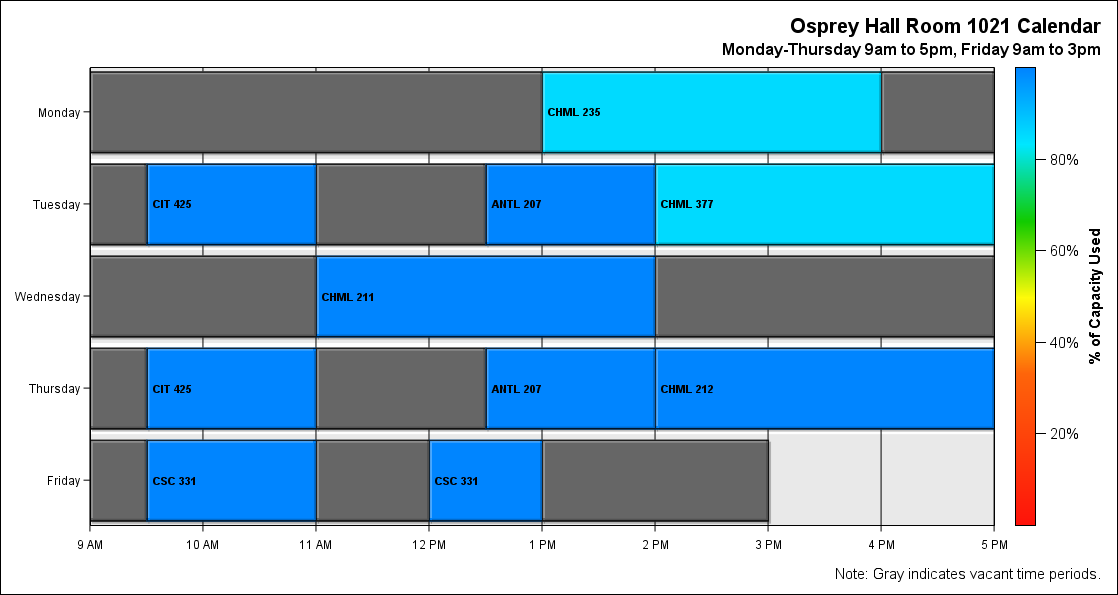 Osprey Hall Room 1021 Calendar
Monday-Thursday 9am to 5pm, Friday 9am to 3pm
Monday
CHML 235
Tuesday
CIT 425
ANTL 207
CHML 377
Wednesday
CHML 211
Thursday
CIT 425
ANTL 207
CHML 212
Friday
CSC 331
CSC 331
9 AM
10 AM
11 AM
12 PM
1 PM
2 PM
3 PM
4 PM
5 PM
80%
60%
40%
20%
% of Capacity Used
Note: Gray indicates vacant time periods.